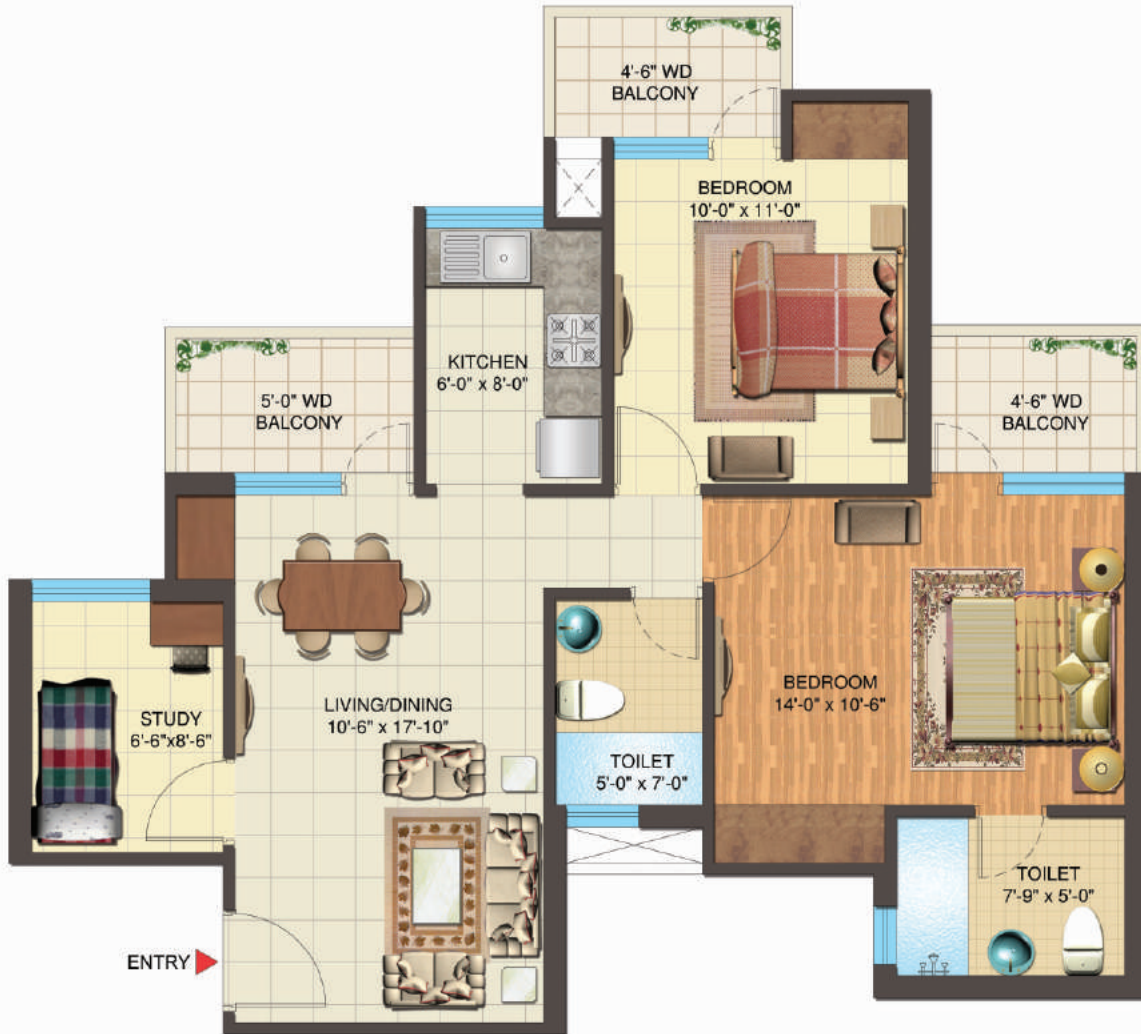 4'-6" WD
BALCONY
BEDROOM
10'-0" x 11'-0"
KITCHEN
6'-0" x 8'-0"
5'-0" WD
BALCONY
4'-6" WD
BALCONY
LIVING/DINING
10'-6" x 17'-10"
BEDROOM
14'-0" x 10'-6"
STUDY
6'-6"x8'-6"
TOILET
5'-0" x 7'-0"
TOILET
7'-9" x 5'-0"
ENTRY